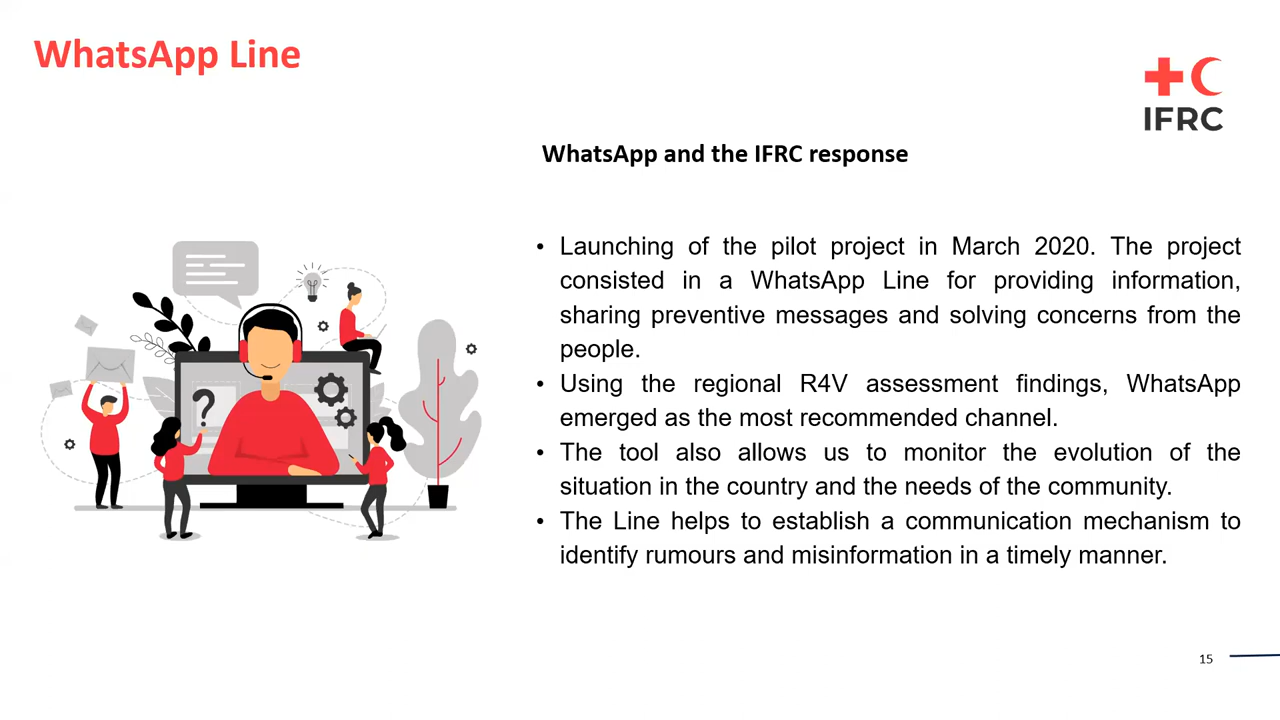 WhatsApp Line
IFRC
WhatsApp and the IFRC response
• Launching of the pilot project in March 2020. The project
consisted in a WhatsApp Line for providing information,
sharing preventive messages and solving concerns from the
people.
• Using the regional R4V assessment findings, WhatsApp
emerged as the most recommended channel.
• The tool also allows us to monitor the evolution of the
situation in the country and the needs of the community.
• The Line helps to establish a communication mechanism to
identify rumours and misinformation in a timely manner.
?
15